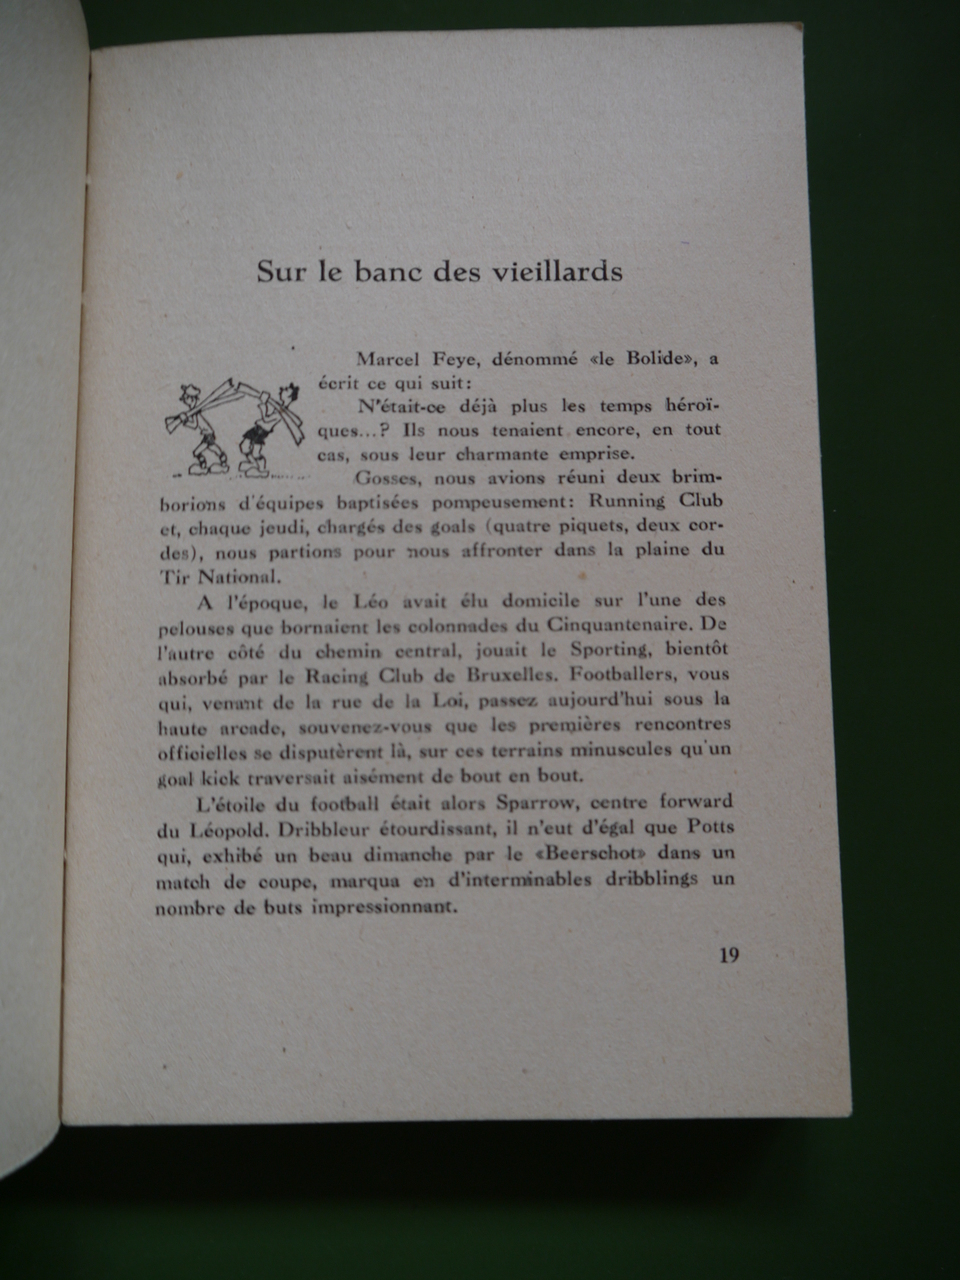 Sur le banc des vieillards
Marcel Feye, dénommé «le Bolide», a
écrit ce qui suit:
N'était-ce déjà plus les temps héroï-
ques...? Ils nous tenaient encore, en tout
cas, sous leur charmante emprise.
Gosses, nous avions réuni deux brim-
borions d'équipes baptisées pompeusement: Running Club
et, chaque jeudi, chargés des goals (quatre piquets, deux cor-
des), nous partions pour nous affronter dans la plaine du
Tir National.
A l'époque, le Léo avait élu domicile sur l'une des
pelouses que bornaient les colonnades du Cinquantenaire. De
l'autre côté du chemin central, jouait le Sporting, bientôt
absorbé par le Racing Club de Bruxelles. Footballers, vous
qui, venant de la rue de la Loi, passez aujourd'hui sous la
haute arcade, souvenez-vous que les premières rencontres
officielles se disputèrent là, sur ces terrains minuscules qu'un
goal kick traversait aisément de bout en bout.
L'étoile du football était alors Sparrow, centre forward
du Léopold. Dribbleur étourdissant, il n'eut d'égal que Potts
qui, exhibé un beau dimanche par le «Beerschot» dans un
match de coupe, marqua en d'interminables dribblings un
nombre de buts impressionnant.
19